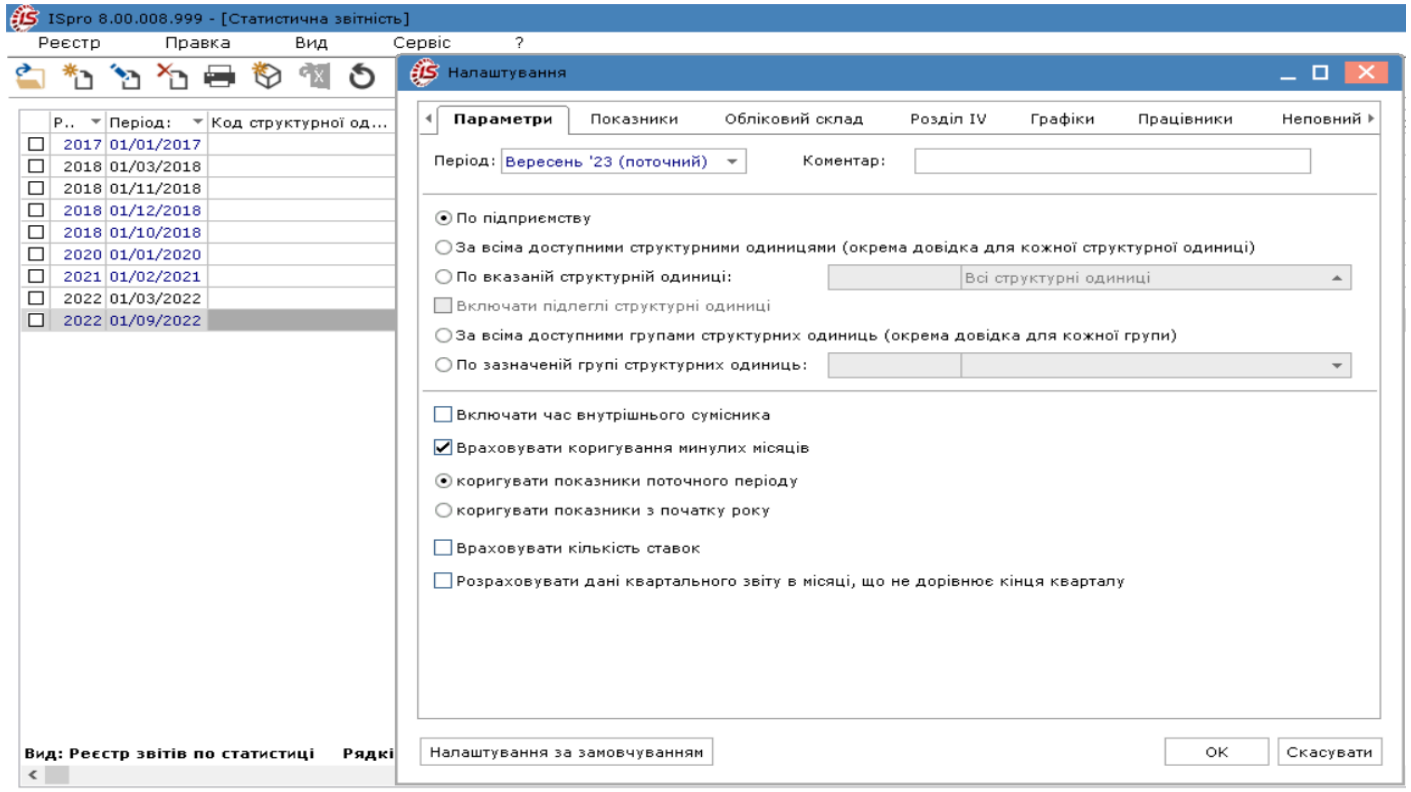 ISpro 8.00.008.999 - [Статистична звітність]
Реєстр Правка Вид Сервіс ?
Налаштування
Р.. Період: Код структурної од...
2017 01/01/2017
2018 01/03/2018
2018 01/11/2018
2018 01/12/2018
2018 01/10/2018
2020 01/01/2020
2021 01/02/2021
2022 01/03/2022
2022 01/09/2022
Параметри Показники Обліковий склад Розділ IV Графіки Працівники Неповний
Період: Вересень '23 (поточний) Коментар:
По підприємству
За всіма доступними структурними одиницями (окрема довідка для кожної структурної одиниці)
По вказаній структурній одиниці: Всі структурні одиниці
Включати підлеглі структурні одиниці
За всіма доступними групами структурних одиниць (окрема довідка для кожної групи)
По зазначеній групі структурних одиниць:
Включати час внутрішнього сумісника
Враховувати коригування минулих місяців
коригувати показники поточного періоду
коригувати показники з початку року
Враховувати кількість ставок
Розраховувати дані квартального звіту в місяці, що не дорівнює кінця кварталу
Вид: Реєстр звітів по статистиці Рядкі
Налаштування за замовчуванням OK Скасувати